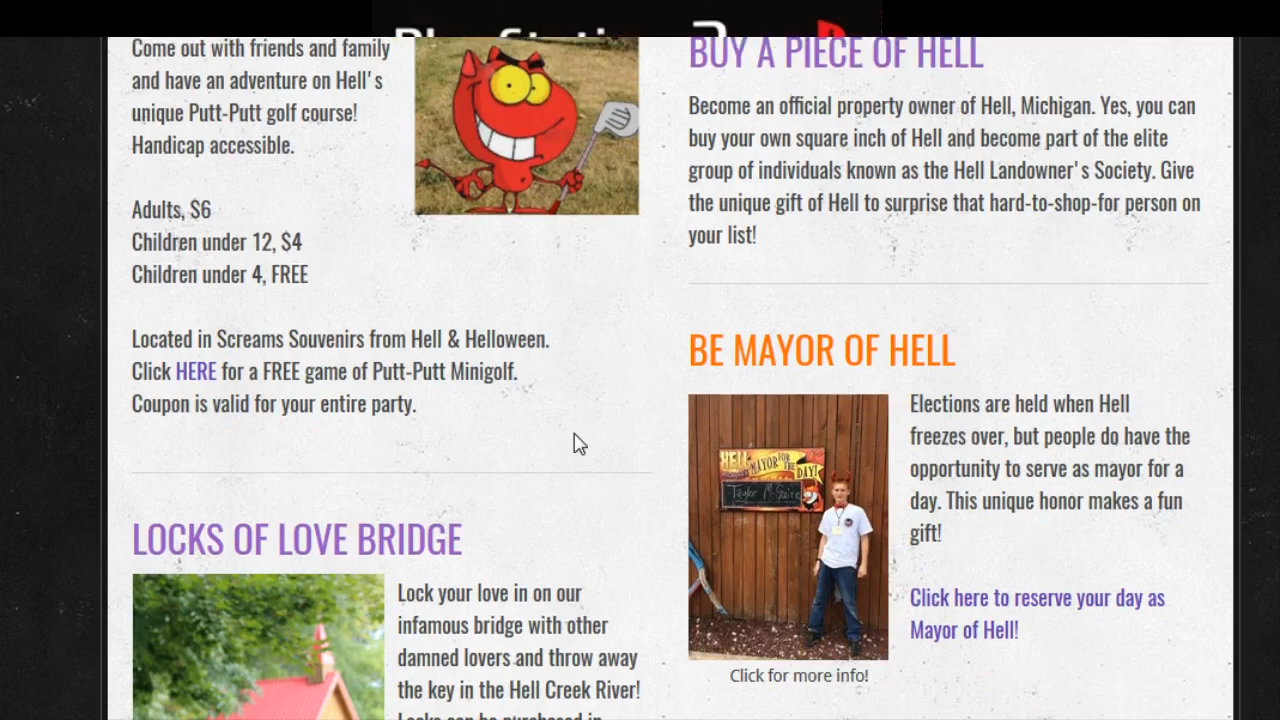 Come out with friends and family
and have an adventure on Hell's
unique Putt-Putt golf course!
Handicap accessible.
Adults, $6
Children under 12, $4
Children under 4, FREE
Located in Screams Souvenirs from Hell & Helloween.
Click HERE for a FREE game of Putt-Putt Minigolf.
Coupon is valid for your entire party.
LOCKS OF LOVE BRIDGE
Lock your love in on our
infamous bridge with other
damned lovers and throw away
the key in the Hell Creek River!
BUY A PIECE OF HELL
Become an official property owner of Hell, Michigan. Yes, you can
buy your own square inch of Hell and become part of the elite
group of individuals known as the Hell Landowner's Society. Give
the unique gift of Hell to surprise that hard-to-shop-for person on
your list!
BE MAYOR OF HELL
HELL
MAYOR FOR THE
DAY!
Taylor McGuire
Click for more info!
Elections are held when Hell
freezes over, but people do have the
opportunity to serve as mayor for a
day. This unique honor makes a fun
gift!
Click here to reserve your day as
Mayor of Hell!